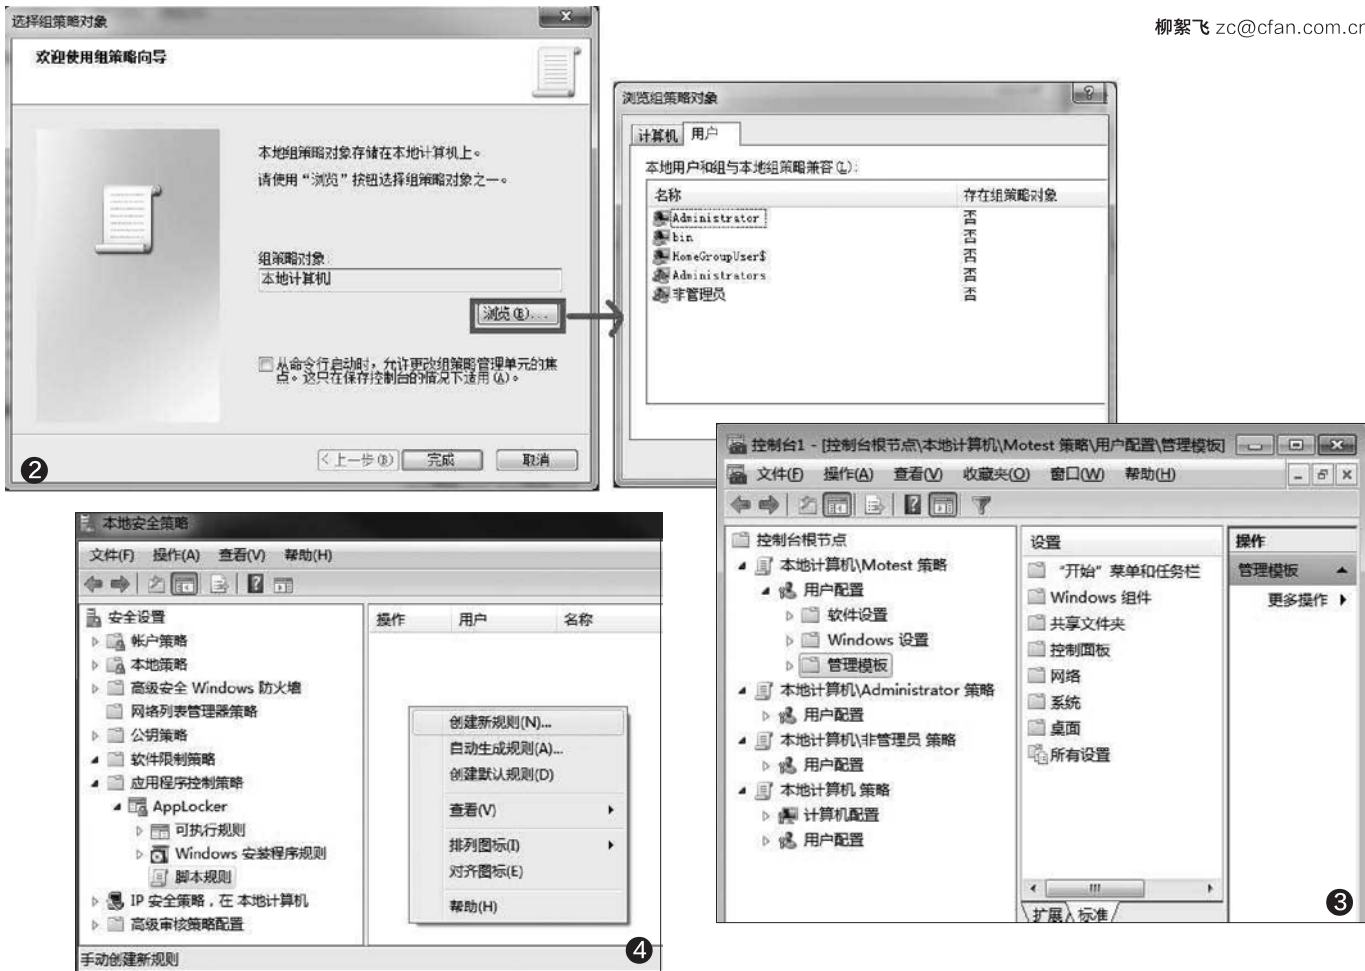 柳絮飞 zc@cfan.com.cn
选择组策略对象
欢迎使用组策略向导
本地组策略对象存储在本地计算机上。
请使用“浏览”按钮选择组策略对象之一。
组策略对象
本地计算机
浏览(B)...
从命令行启动时，允许更改组策略管理单元的焦
点。这只在保存控制台的情况下适用(A)。
<上一步(B) 完成 取消
2
浏览组策略对象
计算机 用户
本地用户和组与本地组策略兼容(L):
名称 存在组策略对象
Administrator 否
bin 否
HomeGroupUser$ 否
Administrators 否
非管理员 否
控制台1 - [控制台根节点\本地计算机\Motest 策略\用户配置\管理模板]
文件(F) 操作(A) 查看(V) 收藏夹(O) 窗口(W) 帮助(H)
控制台根节点
本地计算机\Motest 策略
用户配置
软件设置
Windows 设置
管理模板
本地计算机\Administrator 策略
用户配置
本地计算机\非管理员 策略
用户配置
本地计算机 策略
计算机配置
用户配置
设置
“开始”菜单和任务栏
Windows 组件
共享文件夹
控制面板
网络
系统
桌面
所有设置
扩展 标准
操作
管理模板
更多操作
3
本地安全策略
文件(F) 操作(A) 查看(V) 帮助(H)
安全设置
帐户策略
本地策略
高级安全 Windows 防火墙
网络列表管理器策略
公钥策略
软件限制策略
应用程序控制策略
AppLocker
可执行规则
Windows 安装程序规则
脚本规则
IP 安全策略，在 本地计算机
高级审核策略配置
操作 用户 名称
创建新规则(N)...
自动生成规则(A)...
创建默认规则(D)
查看(V)
排列图标(I)
对齐图标(E)
帮助(H)
手动创建新规则
4